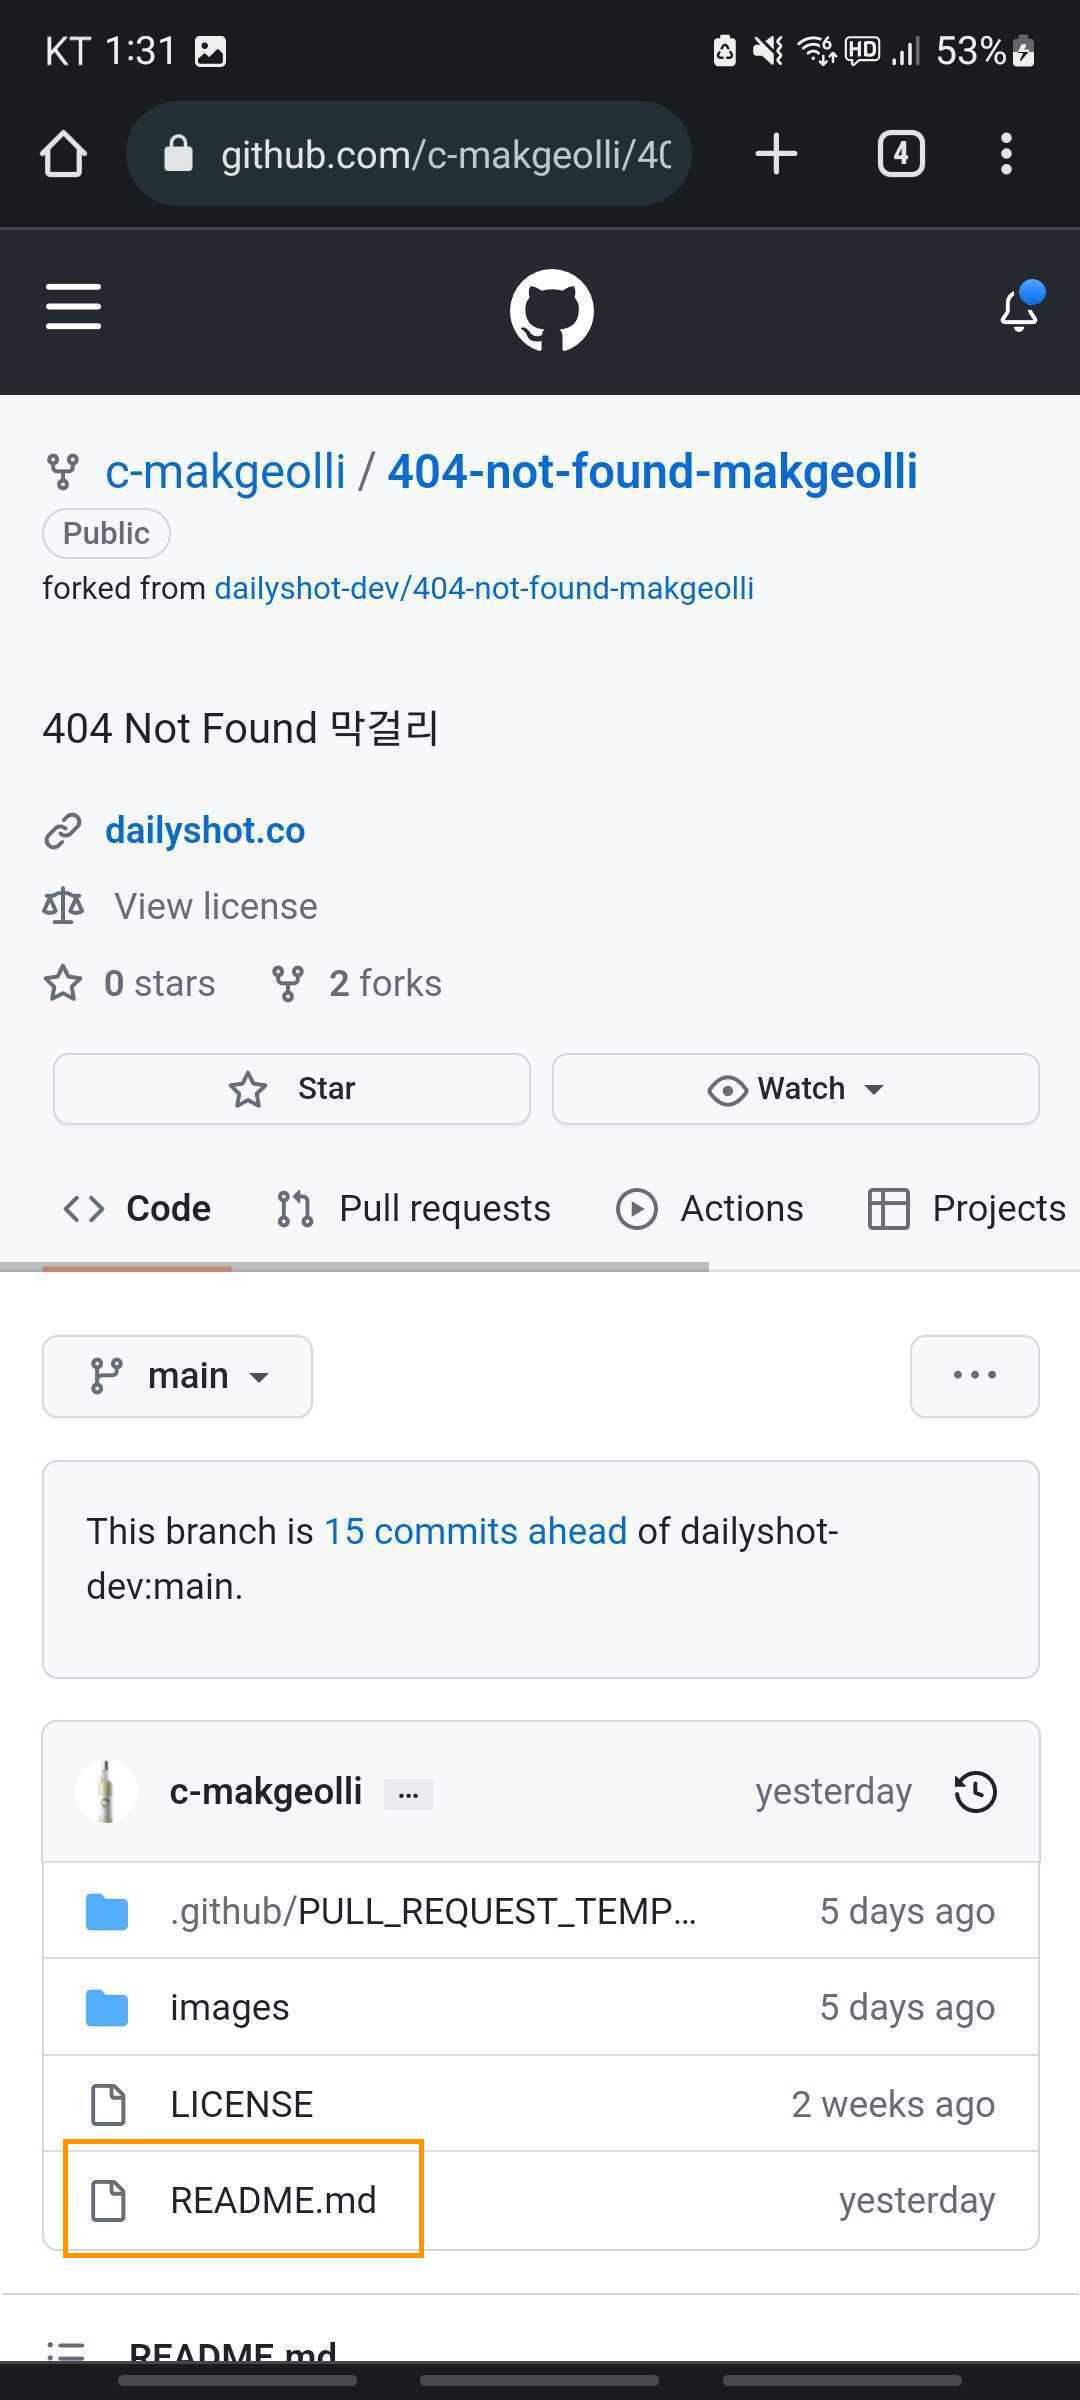 KT 1:31
HD 53%
github.com/c-makgeolli/40
4
c-makgeolli / 404-not-found-makgeolli
Public
forked from dailyshot-dev/404-not-found-makgeolli
404 Not Found 막걸리
dailyshot.co
View license
0 stars 2 forks
Star Watch
Code Pull requests Actions Projects
main
...
This branch is 15 commits ahead of dailyshot-
dev:main.
c-makgeolli ... yesterday
.github/PULL_REQUEST_TEMP... 5 days ago
images 5 days ago
LICENSE 2 weeks ago
README.md yesterday
README.md